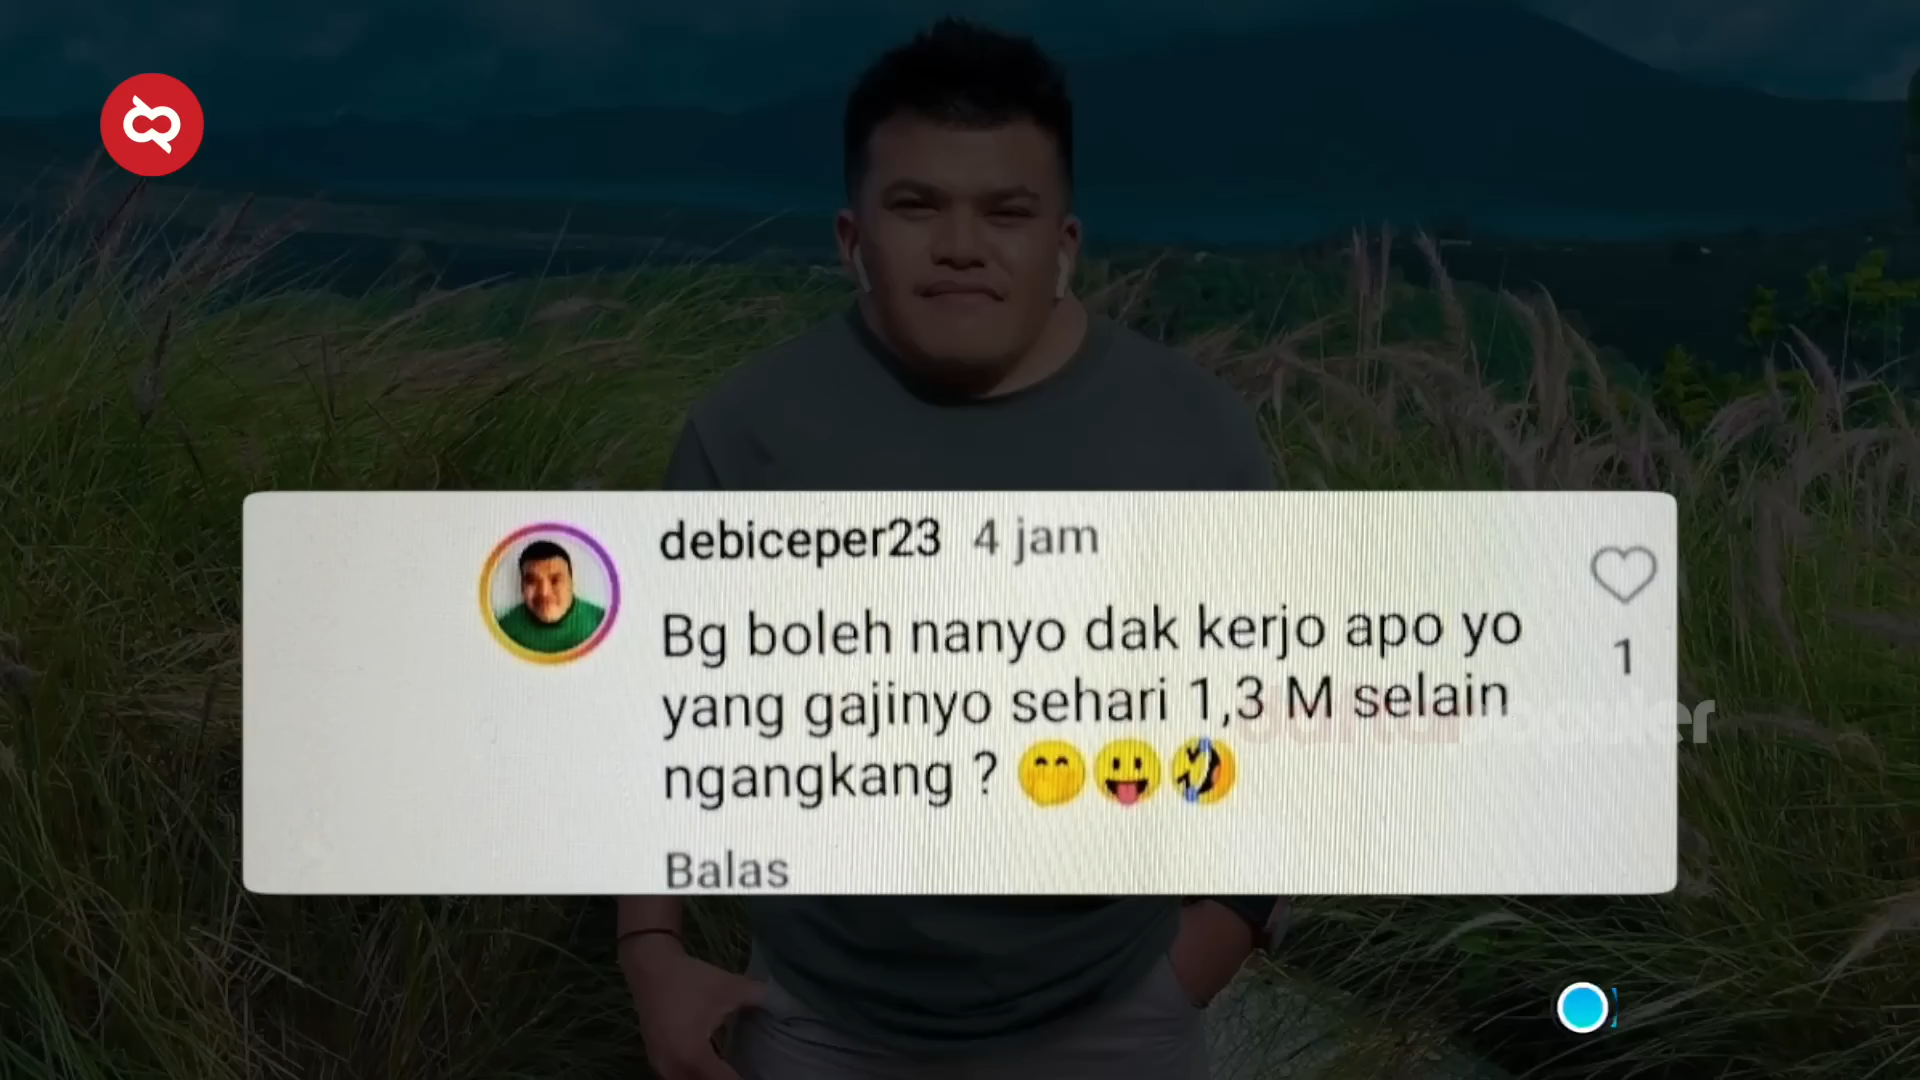 debiceper23 4 jam
Bg boleh nanyo dak kerjo apo yo
yang gajinyo sehari 1,3 M selain
ngangkang ? 🤭😛🤣
1
Balas